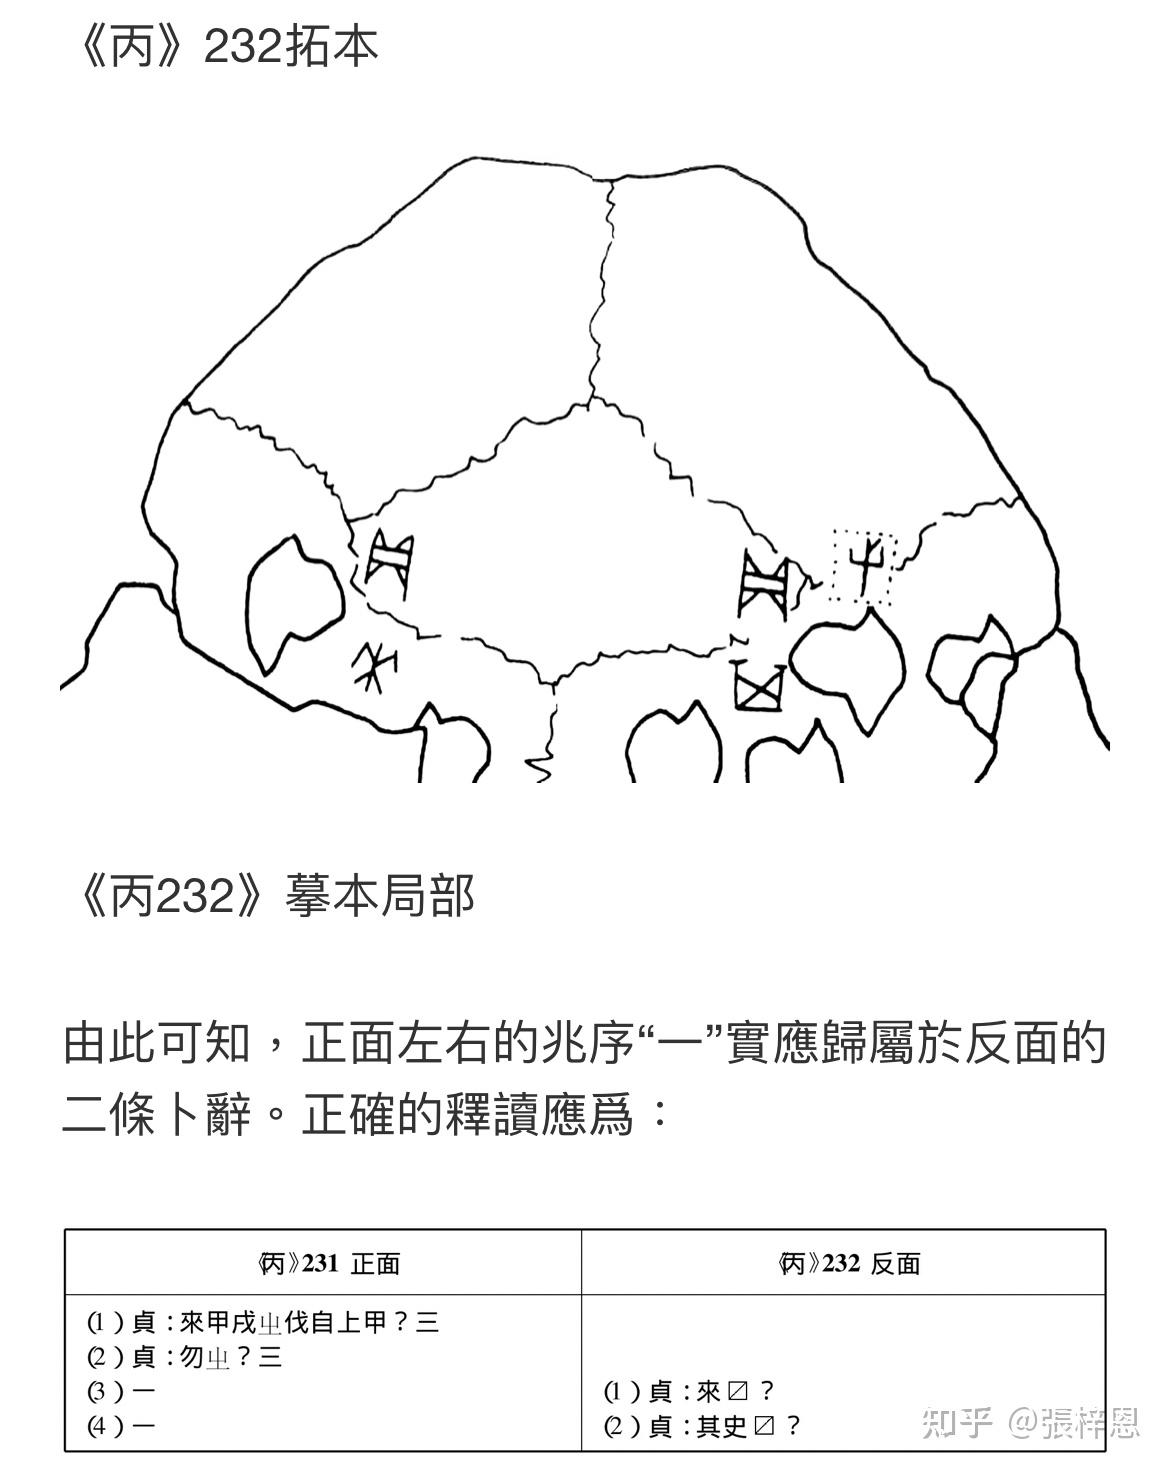 《丙》232拓本
《丙232》摹本局部
由此可知，正面左右的兆序“一”實應歸屬於反面的
二條卜辭。正確的釋讀應爲：
《丙》231 正面
《丙》232 反面
(1)貞:來甲戌㞢伐自上甲?三
(2)貞:勿㞢?三
(3)一
(4)一
(1)貞:來〼?
(2)貞:其史〼?
知乎 @張梓恩